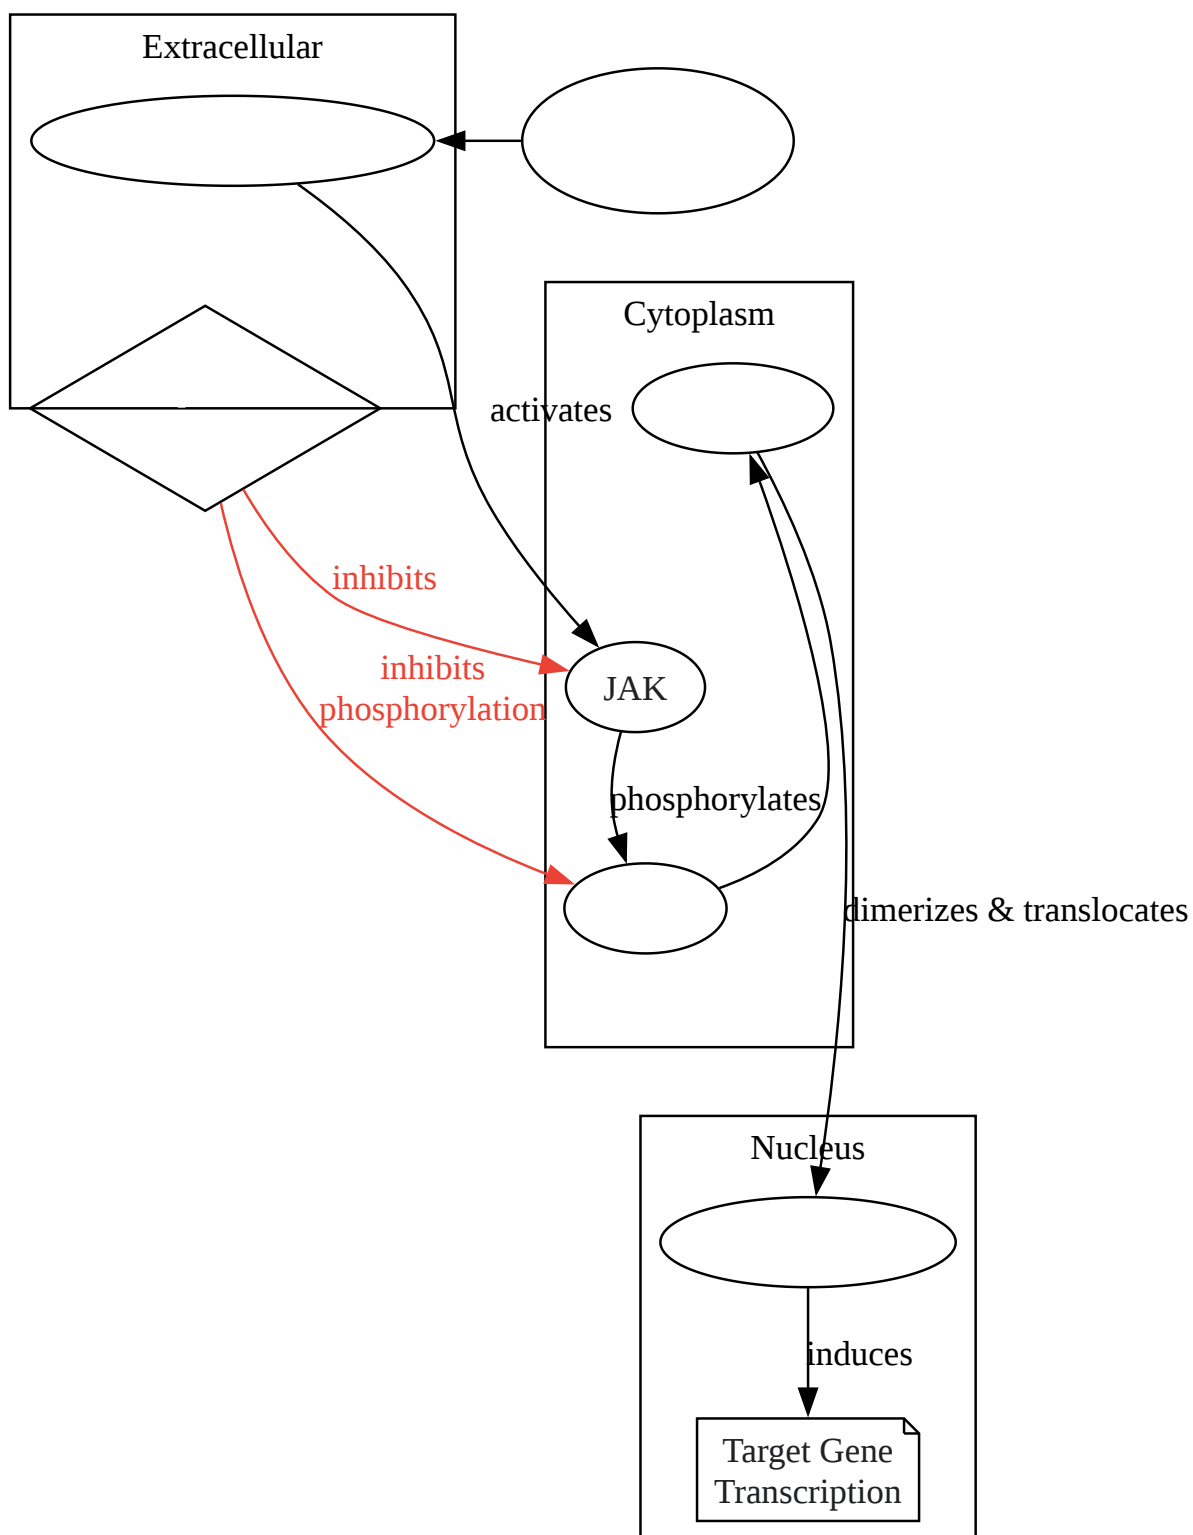 Extracellular
Cytoplasm
activates
inhibits
inhibits
phosphorylation
JAK
phosphorylates
dimerizes & translocates
Nucleus
induces
Target Gene
Transcription